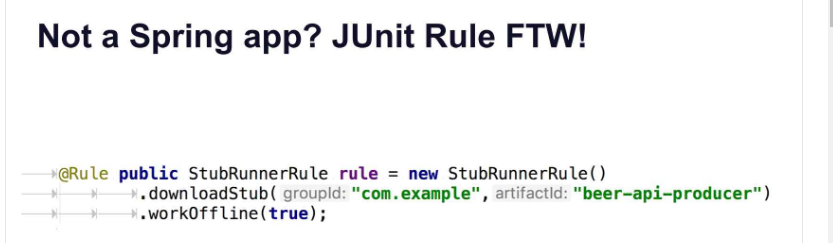 Not a Spring app? JUnit Rule FTW!
@Rule public StubRunnerRule rule = new StubRunnerRule()
.downloadStub( groupId: "com.example", artifactId: "beer-api-producer")
.workOffline(true);